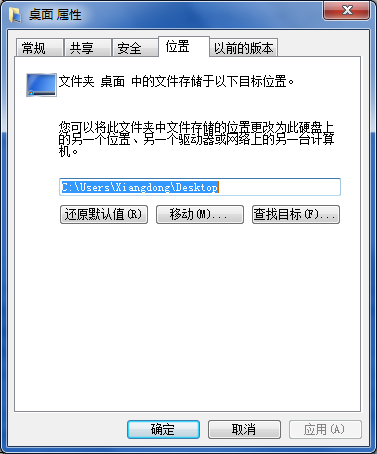 桌面 属性
常规 共享 安全 位置 以前的版本
文件夹 桌面 中的文件存储于以下目标位置。
您可以将此文件夹中文件存储的位置更改为此硬盘上
的另一个位置、另一个驱动器或网络上的另一台计算
机。
C:\Users\Xiangdong\Desktop
还原默认值(R) 移动(M)... 查找目标(F)...
确定 取消 应用(A)